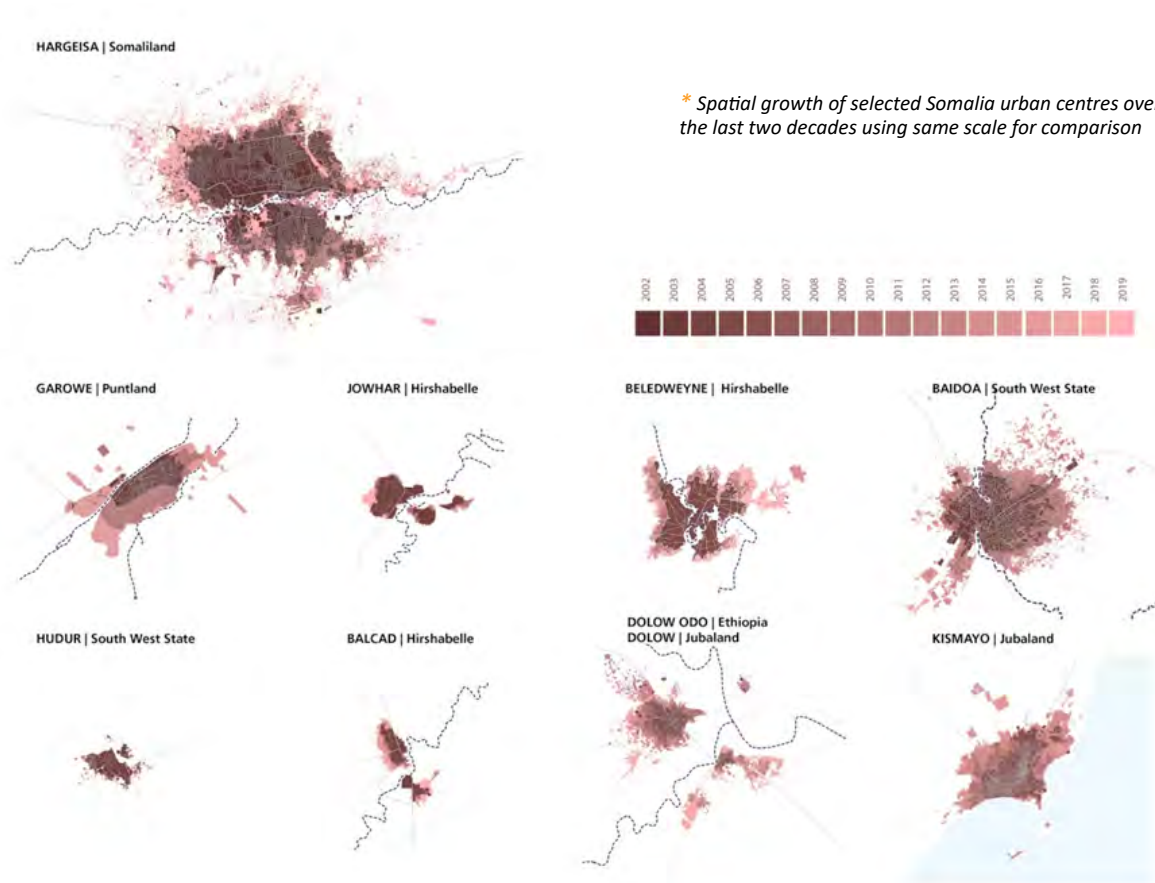 HARGEISA | Somaliland
* Spatial growth of selected Somalia urban centres ove
the last two decades using same scale for comparison
2002
2003
2004
2005
2006
2007
2008
2009
2010
2011
2012
2013
2014
2015
2016
2017
2018
2019
GAROWE | Puntland
JOWHAR | Hirshabelle
BELEDWEYNE | Hirshabelle
BAIDOA | South West State
HUDUR | South West State
BALCAD | Hirshabelle
DOLOW ODO | Ethiopia
DOLOW | Jubaland
KISMAYO | Jubaland